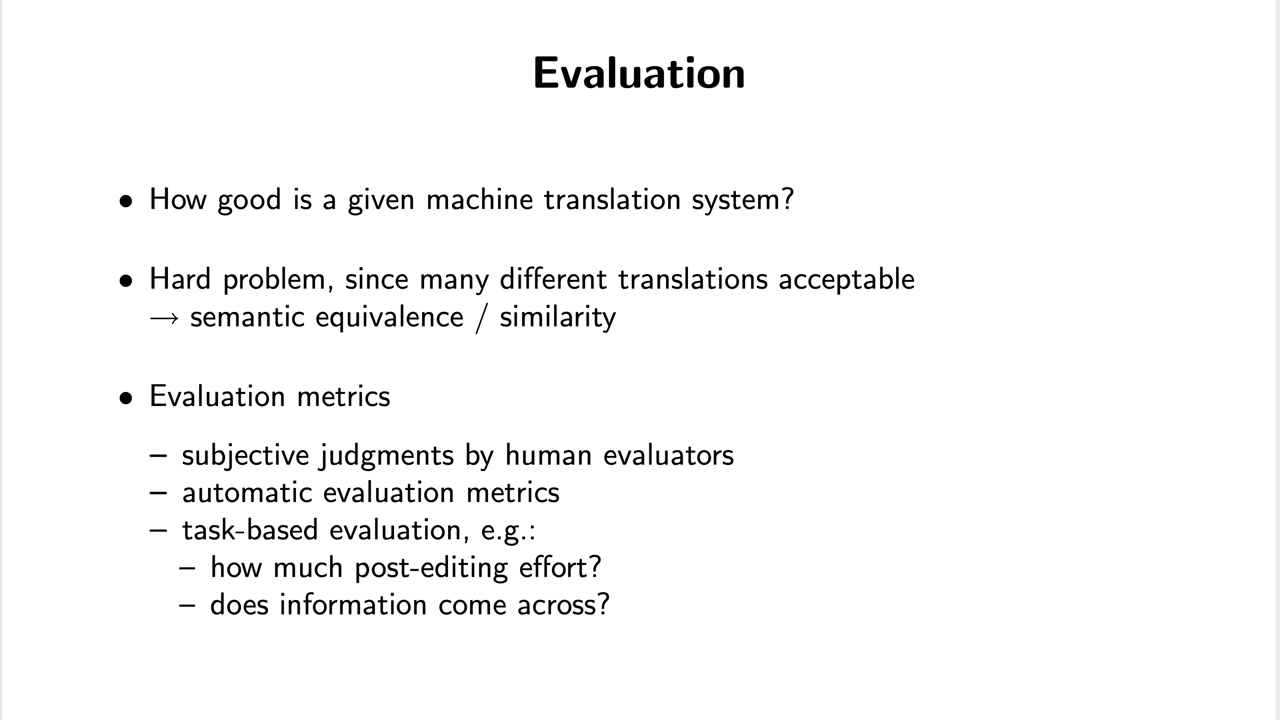 Evaluation
• How good is a given machine translation system?
• Hard problem, since many different translations acceptable
→ semantic equivalence / similarity
• Evaluation metrics
– subjective judgments by human evaluators
– automatic evaluation metrics
– task-based evaluation, e.g.:
– how much post-editing effort?
– does information come across?